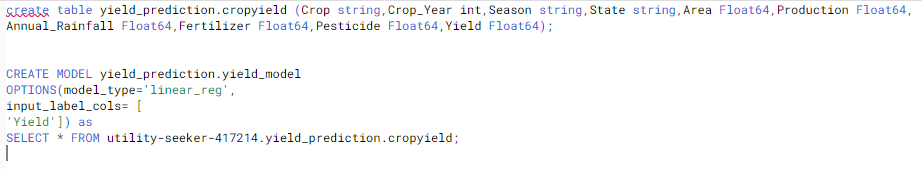 create table yield_prediction.cropyield (Crop string,Crop_Year int,Season string,State string,Area Float64,Production Float64,
Annual_Rainfall Float64,Fertilizer Float64,Pesticide Float64,Yield Float64);
CREATE MODEL yield_prediction.yield_model
OPTIONS(model_type='linear_reg',
input_label_cols= [
'Yield']) as
SELECT * FROM utility-seeker-417214.yield_prediction.cropyield;